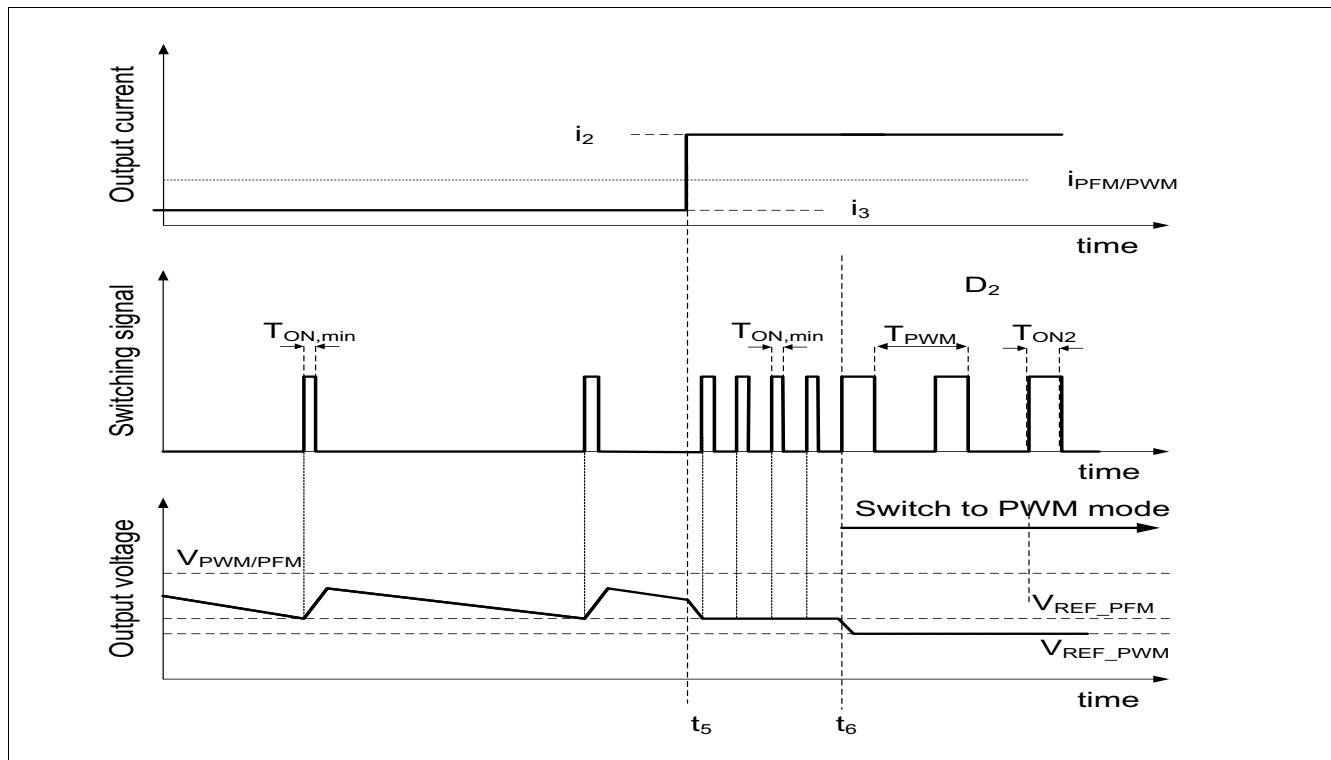 Output current
i2
iPFM/PWM
i3
time
Switching signal
D2
TON,min
TON,min
TPWM
TON2
time
Output voltage
Switch to PWM mode
VPWM/PFM
VREF_PFM
VREF_PWM
time
t5
t6